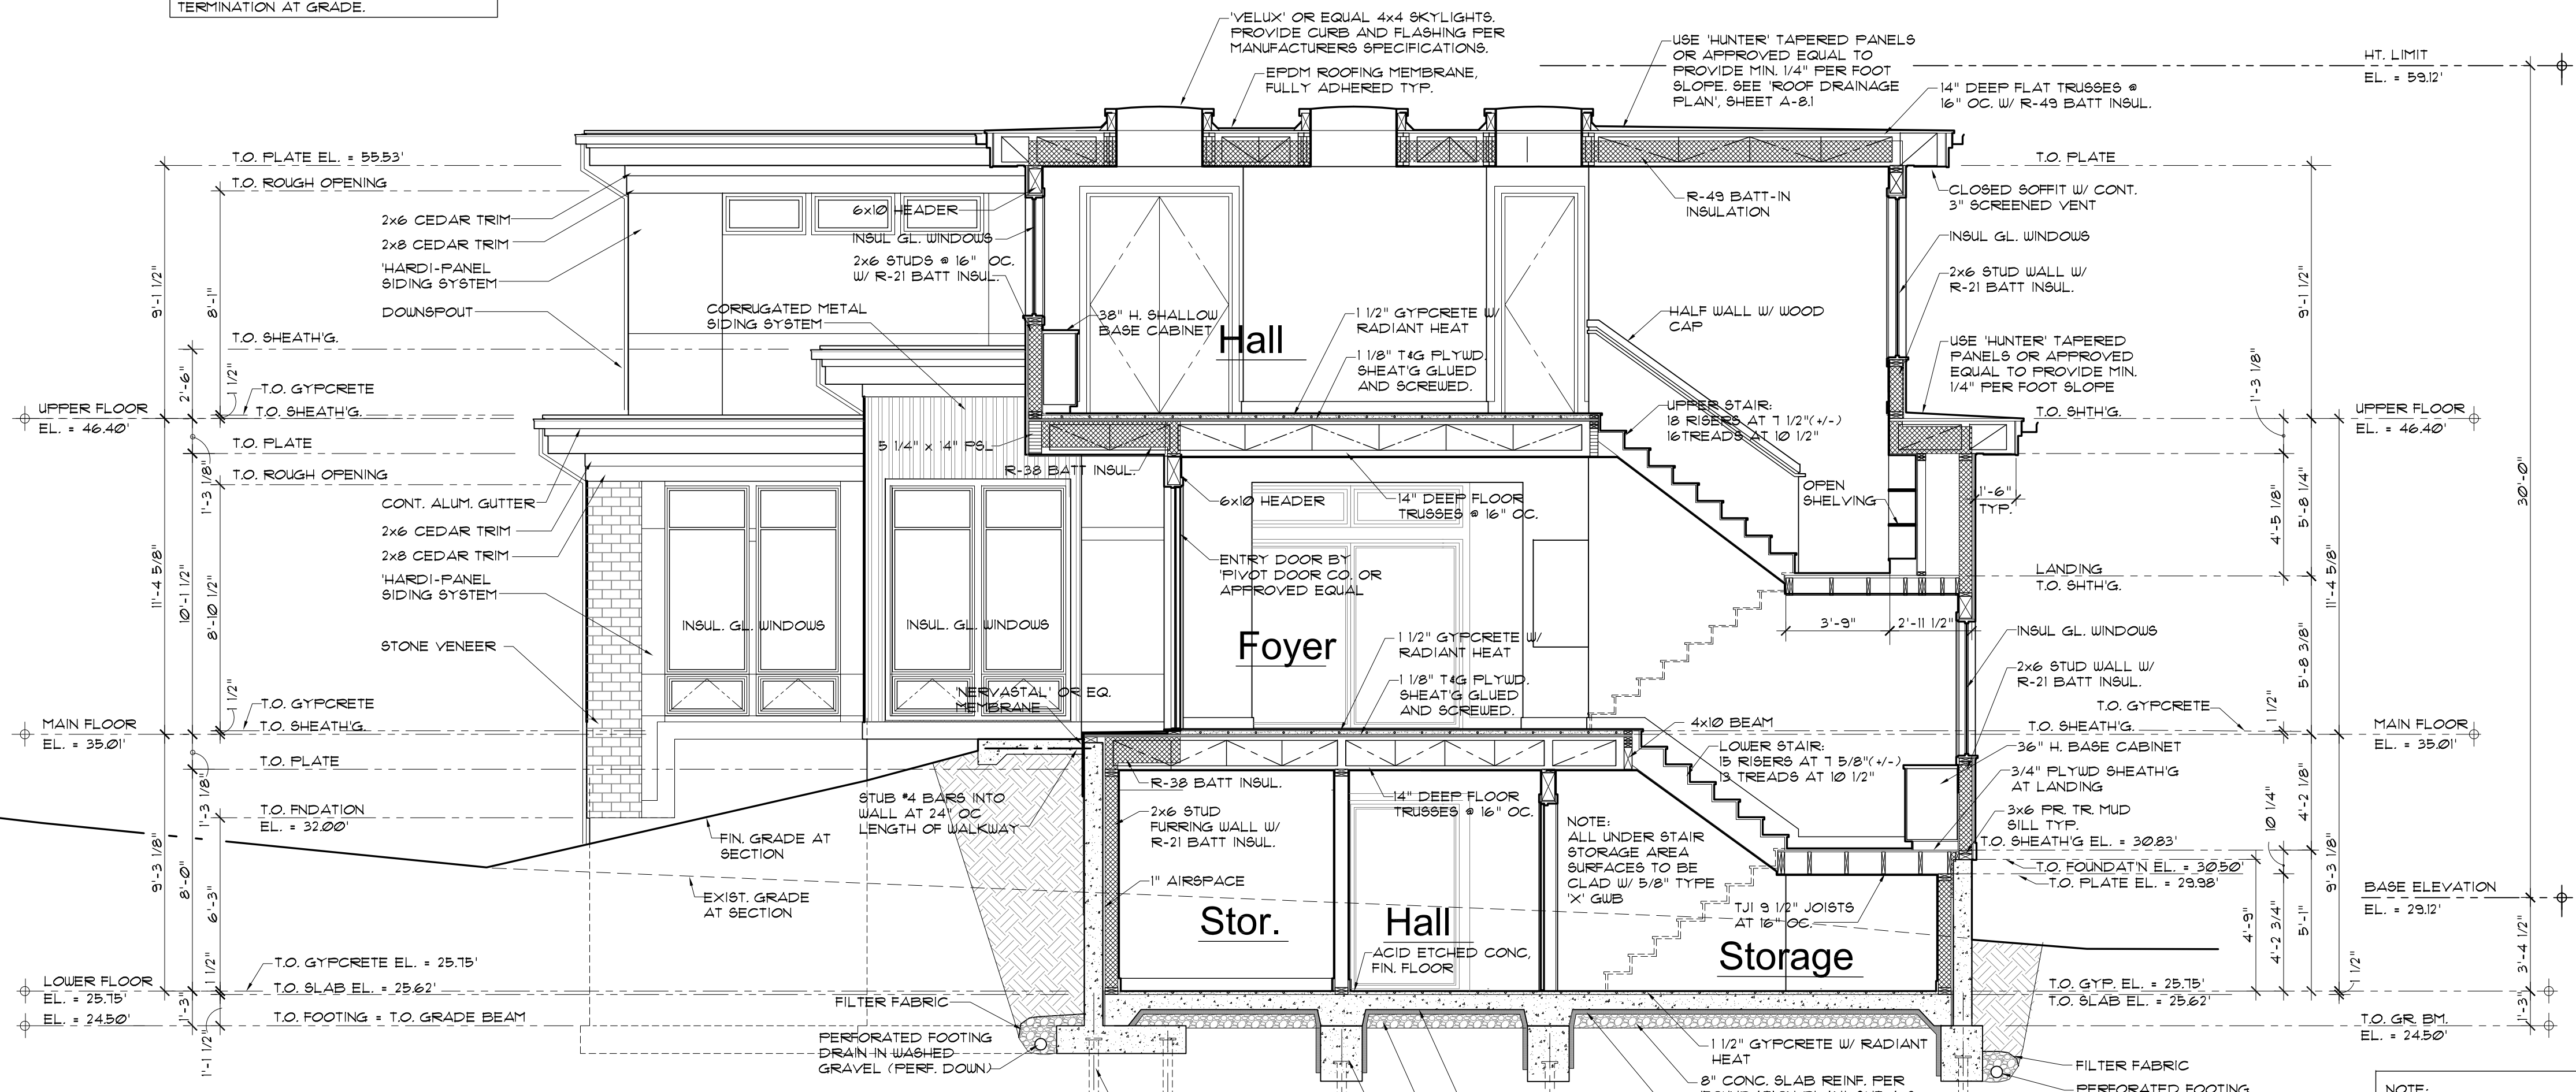 TERMINATION AT GRADE.
'VELUX' OR EQUAL 4x4 SKYLIGHTS.
PROVIDE CURB AND FLASHING PER
MANUFACTURERS SPECIFICATIONS.
EPDM ROOFING MEMBRANE,
FULLY ADHERED TYP.
USE 'HUNTER' TAPERED PANELS
OR APPROVED EQUAL TO
PROVIDE MIN. 1/4" PER FOOT
SLOPE. SEE 'ROOF DRAINAGE
PLAN', SHEET A-8.1
14" DEEP FLAT TRUSSES @
16" OC. W/ R-49 BATT INSUL.
HT. LIMIT
EL. = 59.12'
T.O. PLATE EL. = 55.53'
T.O. ROUGH OPENING
2x6 CEDAR TRIM
2x8 CEDAR TRIM
'HARDI-PANEL
SIDING SYSTEM
DOWNSPOUT
T.O. SHEATH'G.
T.O. GYPCRETE
T.O. SHEATH'G.
UPPER FLOOR
EL. = 46.40'
T.O. PLATE
T.O. ROUGH OPENING
CONT. ALUM. GUTTER
2x6 CEDAR TRIM
2x8 CEDAR TRIM
'HARDI-PANEL
SIDING SYSTEM
STONE VENEER
T.O. GYPCRETE
T.O. SHEATH'G.
MAIN FLOOR
EL. = 35.01'
T.O. PLATE
T.O. FNDATION
EL. = 32.00'
T.O. GYPCRETE EL. = 25.75'
T.O. SLAB EL. = 25.62'
LOWER FLOOR
EL. = 25.75'
EL. = 24.50'
T.O. FOOTING = T.O. GRADE BEAM
9'-1 1/2"
8'-1"
2'-6"
1 1/2"
1'-3 1/8"
11'-4 5/8"
10'-1 1/2"
8'-10 1/2"
1 1/2"
1'-3 1/8"
9'-3 1/8"
8'-0"
6'-3"
1 1/2"
1'-3"
1'-1 1/2"
6x10 HEADER
INSUL GL. WINDOWS
2x6 STUDS @ 16" OC.
W/ R-21 BATT INSUL.
CORRUGATED METAL
SIDING SYSTEM
38" H. SHALLOW
BASE CABINET
Hall
1 1/2" GYPCRETE W/
RADIANT HEAT
1 1/8" T&G PLYWD.
SHEAT'G GLUED
AND SCREWED.
R-49 BATT-IN
INSULATION
HALF WALL W/ WOOD
CAP
UPPER STAIR:
18 RISERS AT 7 1/2"(+/-)
16 TREADS AT 10 1/2"
5 1/4" x 14" PSL
R-38 BATT INSUL.
6x10 HEADER
14" DEEP FLOOR
TRUSSES @ 16" OC.
OPEN
SHELVING
ENTRY DOOR BY
'PIVOT DOOR CO. OR
APPROVED EQUAL
INSUL. GL. WINDOWS
INSUL. GL. WINDOWS
Foyer
1 1/2" GYPCRETE W/
RADIANT HEAT
1 1/8" T&G PLYWD.
SHEAT'G GLUED
AND SCREWED.
3'-9"
2'-11 1/2"
'NERVASTAL' OR EQ.
MEMBRANE
4x10 BEAM
LOWER STAIR:
15 RISERS AT 7 5/8"(+/-)
13 TREADS AT 10 1/2"
STUB #4 BARS INTO
WALL AT 24" OC
LENGTH OF WALKWAY
R-38 BATT INSUL.
2x6 STUD
FURRING WALL W/
R-21 BATT INSUL.
14" DEEP FLOOR
TRUSSES @ 16" OC.
NOTE:
ALL UNDER STAIR
STORAGE AREA
SURFACES TO BE
CLAD W/ 5/8" TYPE
'X' GWB
1" AIRSPACE
FIN. GRADE AT
SECTION
EXIST. GRADE
AT SECTION
Stor.
Hall
TJI 9 1/2" JOISTS
AT 16" OC.
ACID ETCHED CONC,
FIN. FLOOR
Storage
FILTER FABRIC
PERFORATED FOOTING
DRAIN IN WASHED
GRAVEL (PERF. DOWN)
1 1/2" GYPCRETE W/ RADIANT
HEAT
8" CONC. SLAB REINF. PER
T.O. PLATE
CLOSED SOFFIT W/ CONT.
3" SCREENED VENT
INSUL GL. WINDOWS
2x6 STUD WALL W/
R-21 BATT INSUL.
USE 'HUNTER' TAPERED
PANELS OR APPROVED
EQUAL TO PROVIDE MIN.
1/4" PER FOOT SLOPE
T.O. SHTH'G.
UPPER FLOOR
EL. = 46.40'
1'-6"
TYP.
LANDING
T.O. SHTH'G.
INSUL GL. WINDOWS
2x6 STUD WALL W/
R-21 BATT INSUL.
T.O. GYPCRETE
T.O. SHEATH'G.
MAIN FLOOR
EL. = 35.01'
36" H. BASE CABINET
3/4" PLYWD SHEATH'G
AT LANDING
3x6 PR. TR. MUD
SILL TYP.
T.O. SHEATH'G EL. = 30.83'
T.O. FOUNDAT'N EL. = 30.50'
T.O. PLATE EL. = 29.98'
BASE ELEVATION
EL. = 29.12'
T.O. GYP. EL. = 25.75'
T.O. SLAB EL. = 25.62'
T.O. GR. BM.
EL. = 24.50'
FILTER FABRIC
PERFORATED FOOTING
NOTE:
9'-1 1/2"
1'-3 1/8"
4'-5 1/8"
5'-8 1/4"
11'-4 5/8"
5'-8 3/8"
1 1/2"
4'-2 1/8"
10 1/4"
9'-3 1/8"
4'-9"
4'-2 3/4"
5'-1"
1 1/2"
30'-0"
3'-4 1/2"
1'-3"